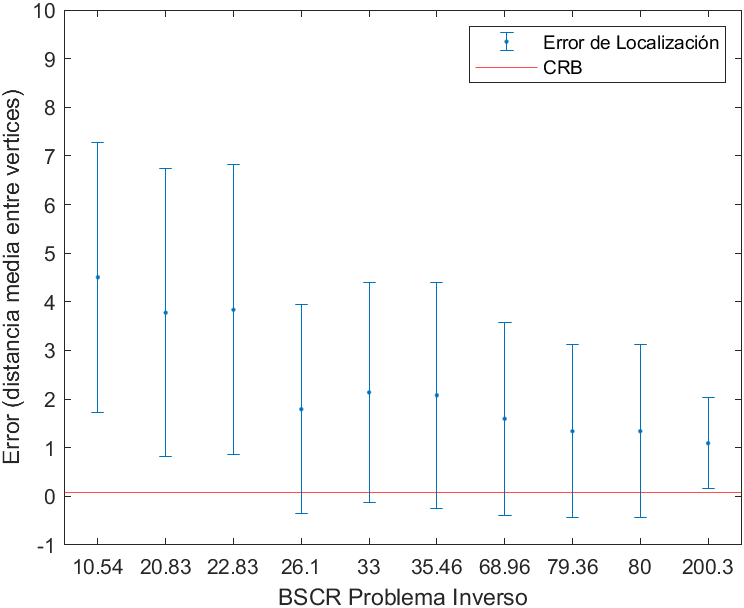 10
9
8
7
6
5
4
3
2
1
0
-1
Error (distancia media entre vertices)
Error de Localización
CRB
10.54 20.83 22.83 26.1 33 35.46 68.96 79.36 80 200.3
BSCR Problema Inverso